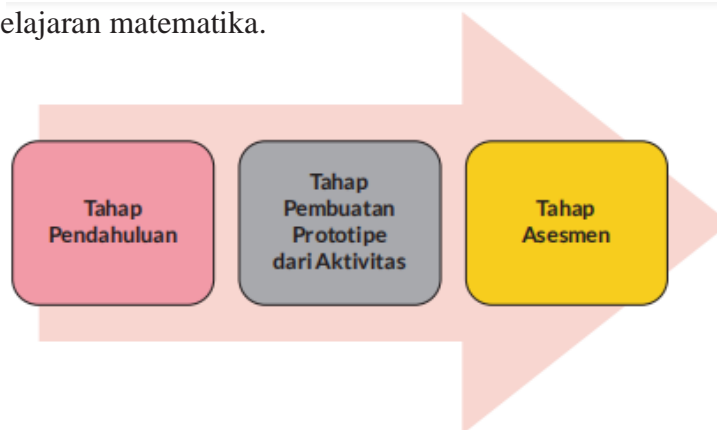 elajaran matematika.
Tahap
Pendahuluan
Tahap
Pembuatan
Prototipe
dari Aktivitas
Tahap
Asesmen